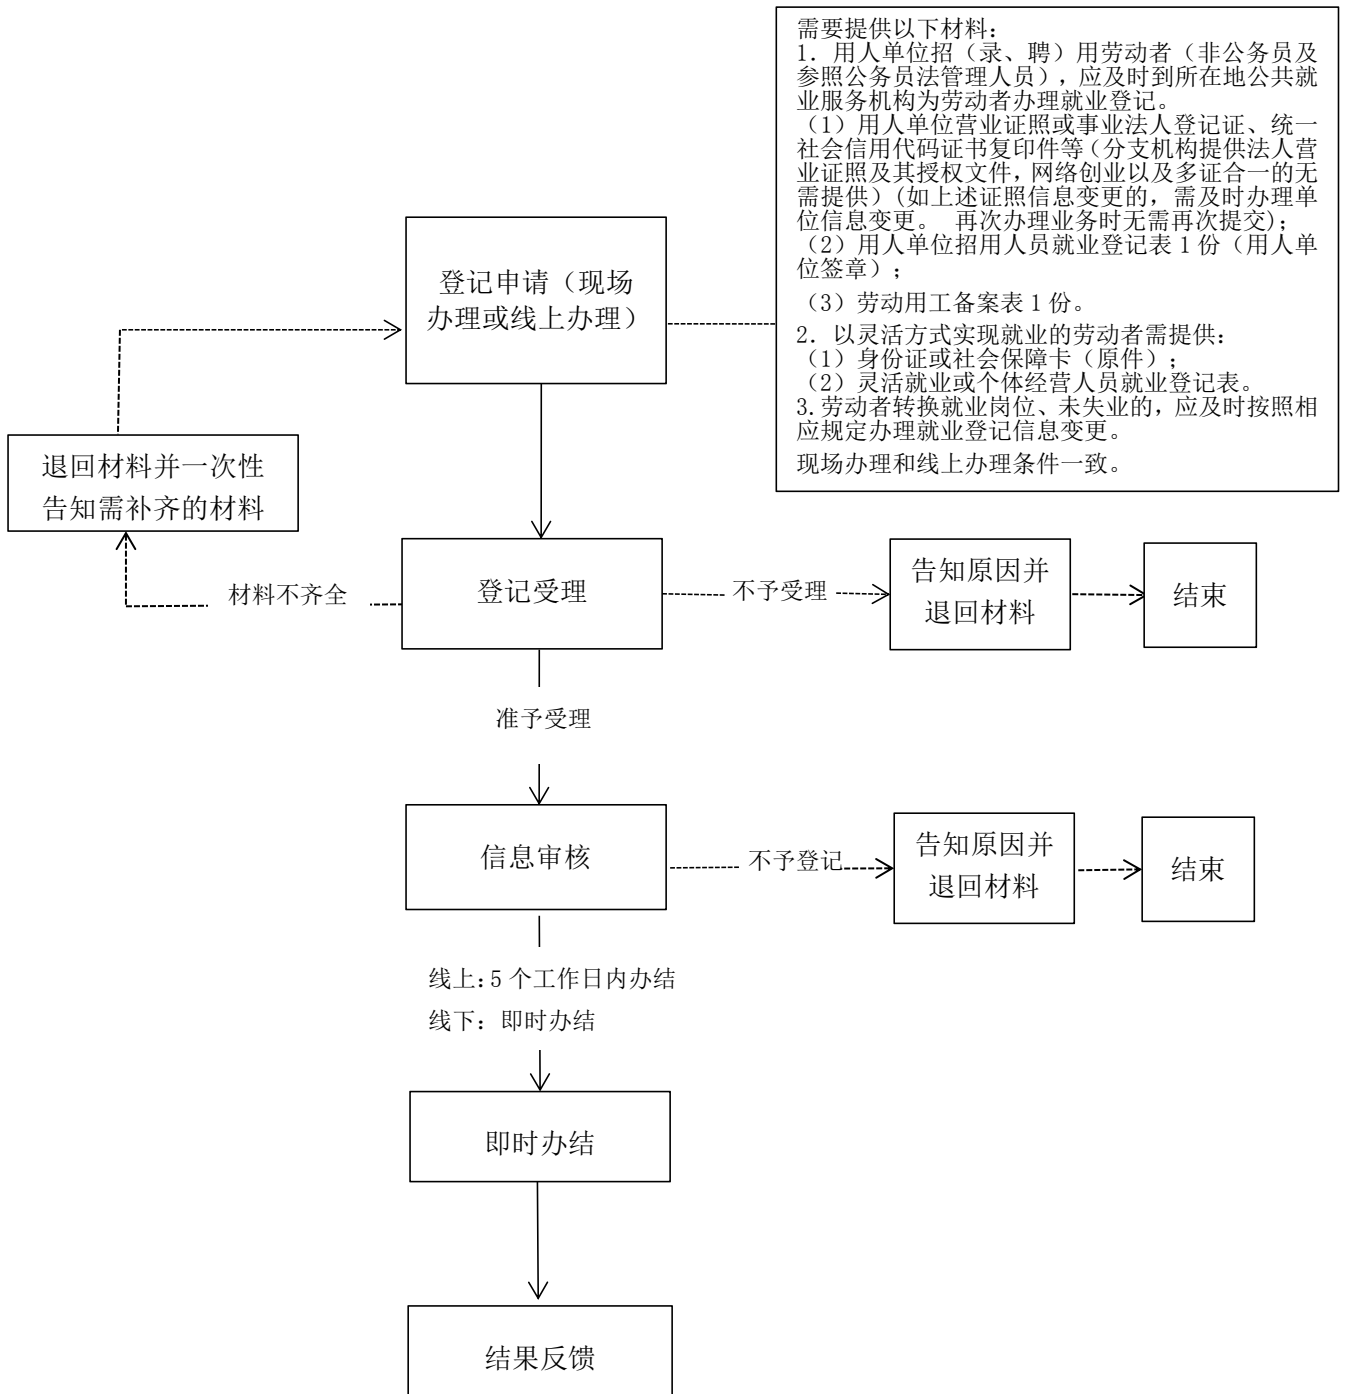 需要提供以下材料：
1. 用人单位招（录、聘）用劳动者（非公务员及
参照公务员法管理人员），应及时到所在地公共就
业服务机构为劳动者办理就业登记。
（1）用人单位营业证照或事业法人登记证、统一
社会信用代码证书复印件等（分支机构提供法人营
业证照及其授权文件，网络创业以及多证合一的无
需提供）(如上述证照信息变更的，需及时办理单
位信息变更。 再次办理业务时无需再次提交)；
（2）用人单位招用人员就业登记表 1 份（用人单
位签章）；
（3）劳动用工备案表 1 份。
2. 以灵活方式实现就业的劳动者需提供：
（1）身份证或社会保障卡（原件）；
（2）灵活就业或个体经营人员就业登记表。
3.劳动者转换就业岗位、未失业的，应及时按照相
应规定办理就业登记信息变更。
现场办理和线上办理条件一致。
登记申请（现场
办理或线上办理）
退回材料并一次性
告知需补齐的材料
材料不齐全
登记受理
不予受理
告知原因并
退回材料
结束
准予受理
信息审核
不予登记
告知原因并
退回材料
结束
线上：5 个工作日内办结
线下：即时办结
即时办结
结果反馈